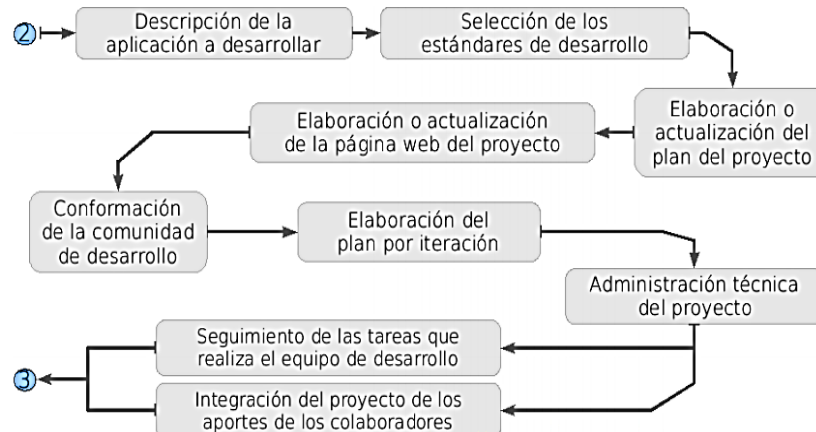 2
Descripción de la
aplicación a desarrollar
Selección de los
estándares de desarrollo
Elaboración o
actualización del
plan del proyecto
Elaboración o actualización
de la página web del proyecto
Conformación
de la comunidad
de desarrollo
Elaboración del
plan por iteración
Administración técnica
del proyecto
Seguimiento de las tareas que
realiza el equipo de desarrollo
Integración del proyecto de los
aportes de los colaboradores
3